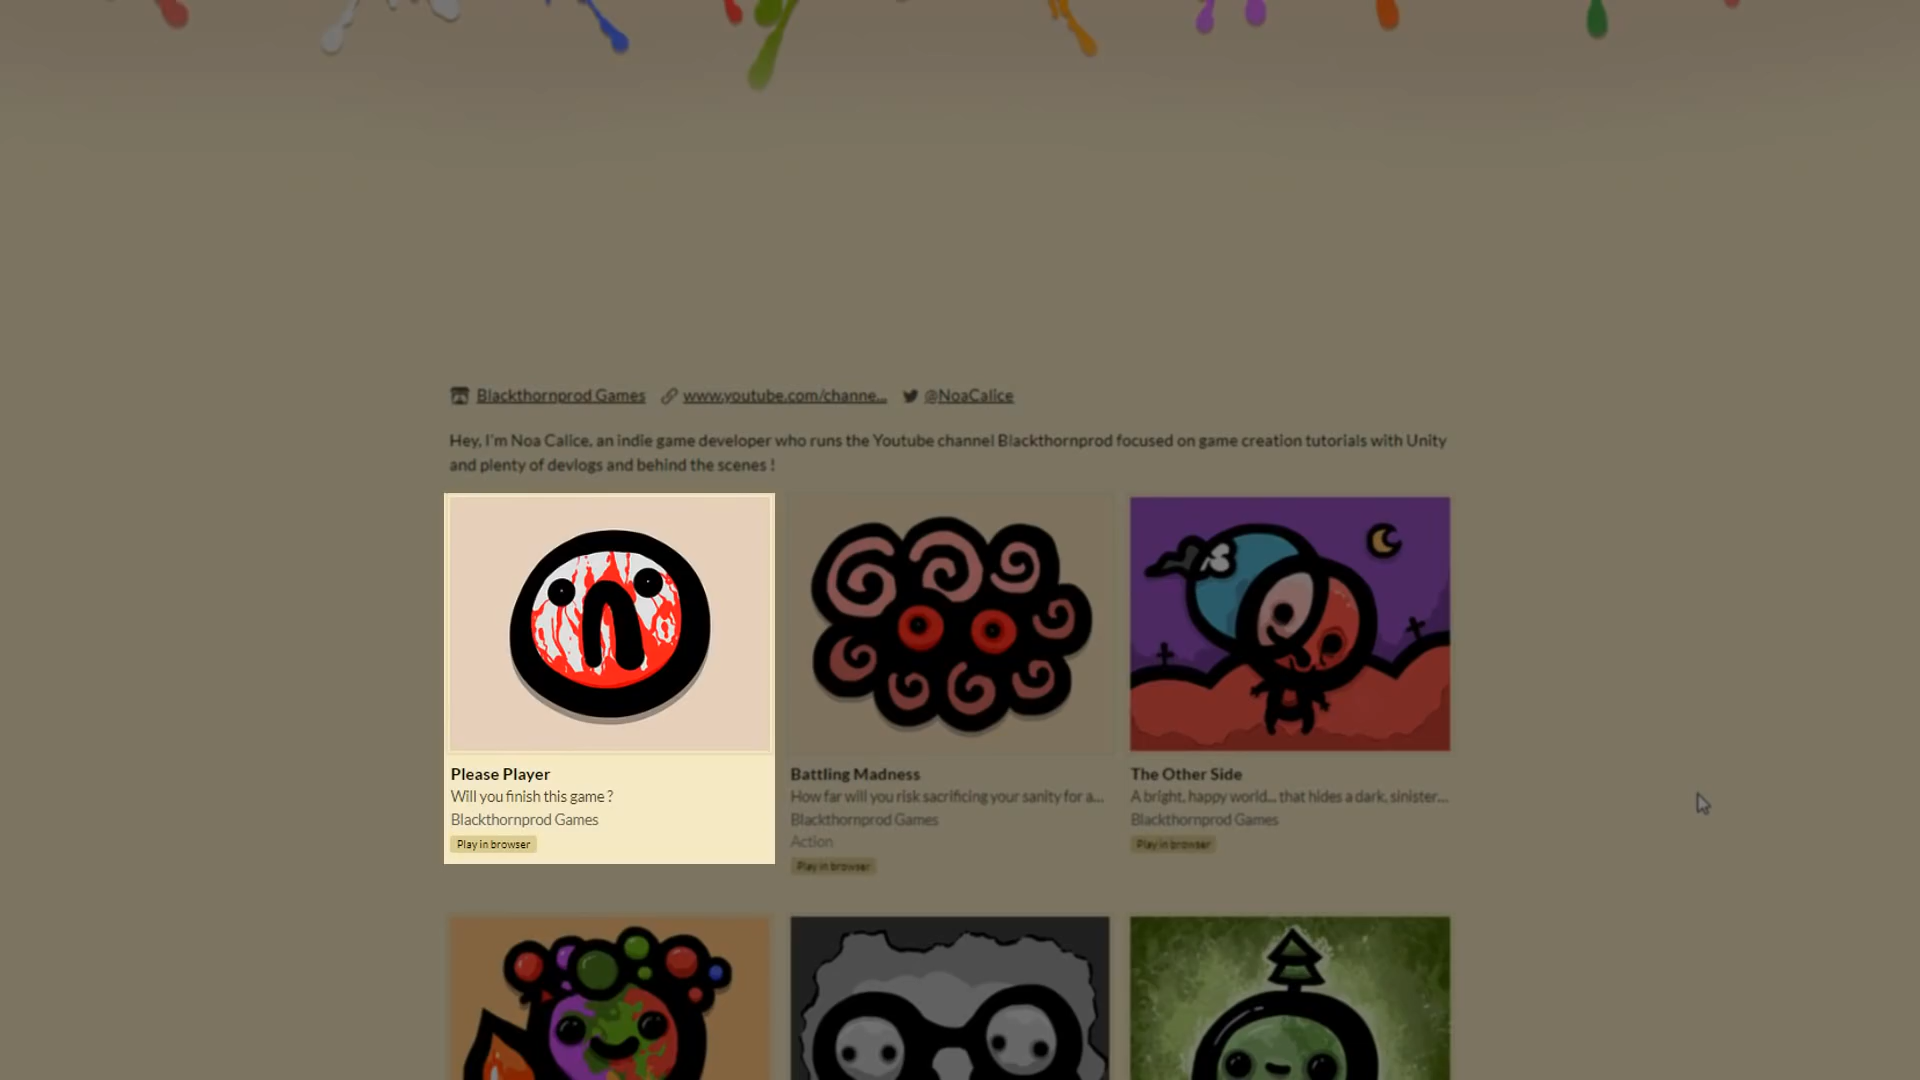 Blackthornprod Games www.youtube.com/channe... @NoaCalice
Hey, I'm Noa Calice, an indie game developer who runs the Youtube channel Blackthornprod focused on game creation tutorials with Unity
and plenty of devlogs and behind the scenes !
Please Player
Will you finish this game ?
Blackthornprod Games
Play in browser
Battling Madness
How far will you risk sacrificing your sanity for a...
Blackthornprod Games
Action
Play in browser
The Other Side
A bright, happy world... that hides a dark, sinister...
Blackthornprod Games
Play in browser